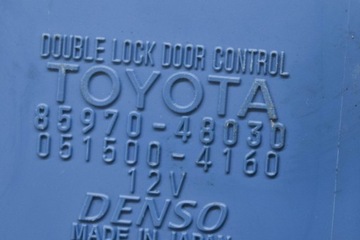 DOUBLE LOCK DOOR CONTROL
TOYOTA
85970-48030
051500-4160
12V
DENSO
MADE IN JAPAN